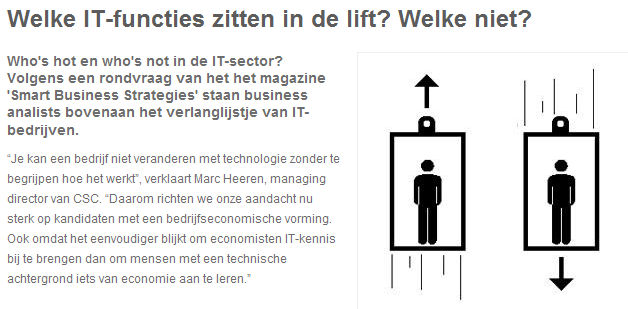 Welke IT-functies zitten in de lift? Welke niet?
Who's hot en who's not in de IT-sector?
Volgens een rondvraag van het het magazine
'Smart Business Strategies' staan business
analists bovenaan het verlanglijstje van IT-
bedrijven.
“Je kan een bedrijf niet veranderen met technologie zonder te
begrijpen hoe het werkt”, verklaart Marc Heeren, managing
director van CSC. “Daarom richten we onze aandacht nu
sterk op kandidaten met een bedrijfseconomische vorming.
Ook omdat het eenvoudiger blijkt om economisten IT-kennis
bij te brengen dan om mensen met een technische
achtergrond iets van economie aan te leren.”